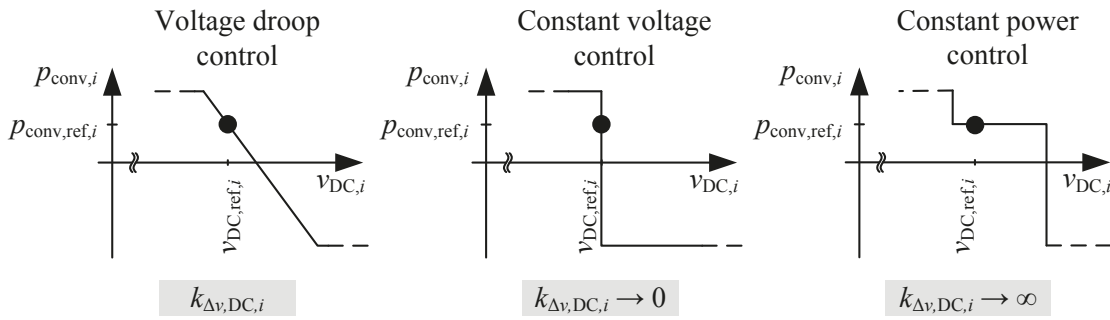 Voltage droop
control
p_conv,i
p_conv,ref,i
v_DC,ref,i
v_DC,i
k_Δv,DC,i
Constant voltage
control
p_conv,i
p_conv,ref,i
v_DC,ref,i
v_DC,i
k_Δv,DC,i → 0
Constant power
control
p_conv,i
p_conv,ref,i
v_DC,ref,i
v_DC,i
k_Δv,DC,i → ∞